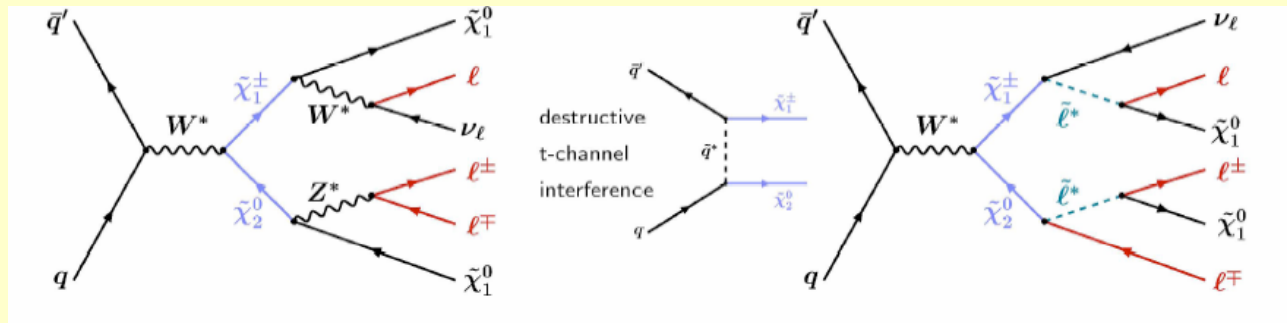 q̄′
W*
χ̃₁±
χ̃₂⁰
q
W*
Z*
χ̃₁⁰
ℓ
ν_ℓ
ℓ±
ℓ∓
χ̃₁⁰
destructive
t-channel
interference
q̄′
q̃*
q
χ̃₁±
χ̃₂⁰
q̄′
W*
χ̃₁±
χ̃₂⁰
q
ℓ̃*
ℓ̃*
ν_ℓ
ℓ
χ̃₁⁰
ℓ±
χ̃₁⁰
ℓ∓